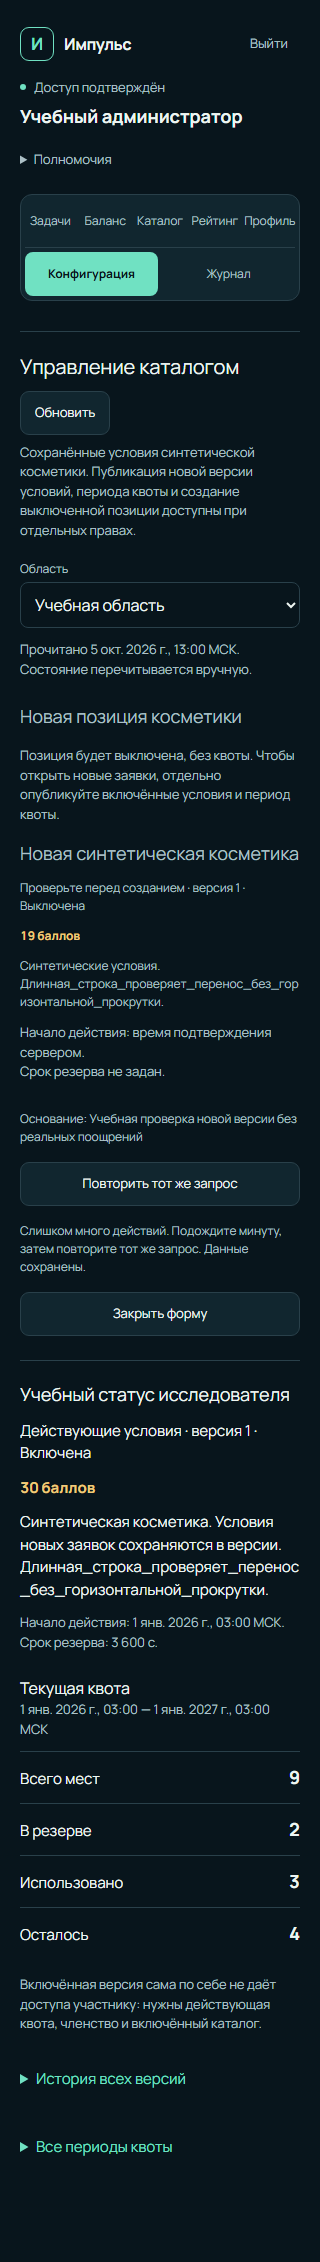 И Импульс Выйти
Доступ подтверждён
Учебный администратор
Полномочия
Задачи Баланс Каталог Рейтинг Профиль
Конфигурация Журнал
Управление каталогом
Обновить
Сохранённые условия синтетической
косметики. Публикация новой версии
условий, периода квоты и создание
выключенной позиции доступны при
отдельных правах.
Область
Учебная область
Прочитано 5 окт. 2026 г., 13:00 МСК.
Состояние перечитывается вручную.
Новая позиция косметики
Позиция будет выключена, без квоты. Чтобы
открыть новые заявки, отдельно
опубликуйте включённые условия и период
квоты.
Новая синтетическая косметика
Проверьте перед созданием · версия 1 ·
Выключена
19 баллов
Синтетические условия.
Длинная_строка_проверяет_перенос_без_гор
изонтальной_прокрутки.
Начало действия: время подтверждения
сервером.
Срок резерва не задан.
Основание: Учебная проверка новой версии без
реальных поощрений
Повторить тот же запрос
Слишком много действий. Подождите минуту,
затем повторите тот же запрос. Данные
сохранены.
Закрыть форму
Учебный статус исследователя
Действующие условия · версия 1 ·
Включена
30 баллов
Синтетическая косметика. Условия
новых заявок сохраняются в версии.
Длинная_строка_проверяет_перенос
_без_горизонтальной_прокрутки.
Начало действия: 1 янв. 2026 г., 03:00 МСК.
Срок резерва: 3 600 с.
Текущая квота
1 янв. 2026 г., 03:00 — 1 янв. 2027 г., 03:00
МСК
Всего мест 9
В резерве 2
Использовано 3
Осталось 4
Включённая версия сама по себе не даёт
доступа участнику: нужны действующая
квота, членство и включённый каталог.
История всех версий
Все периоды квоты